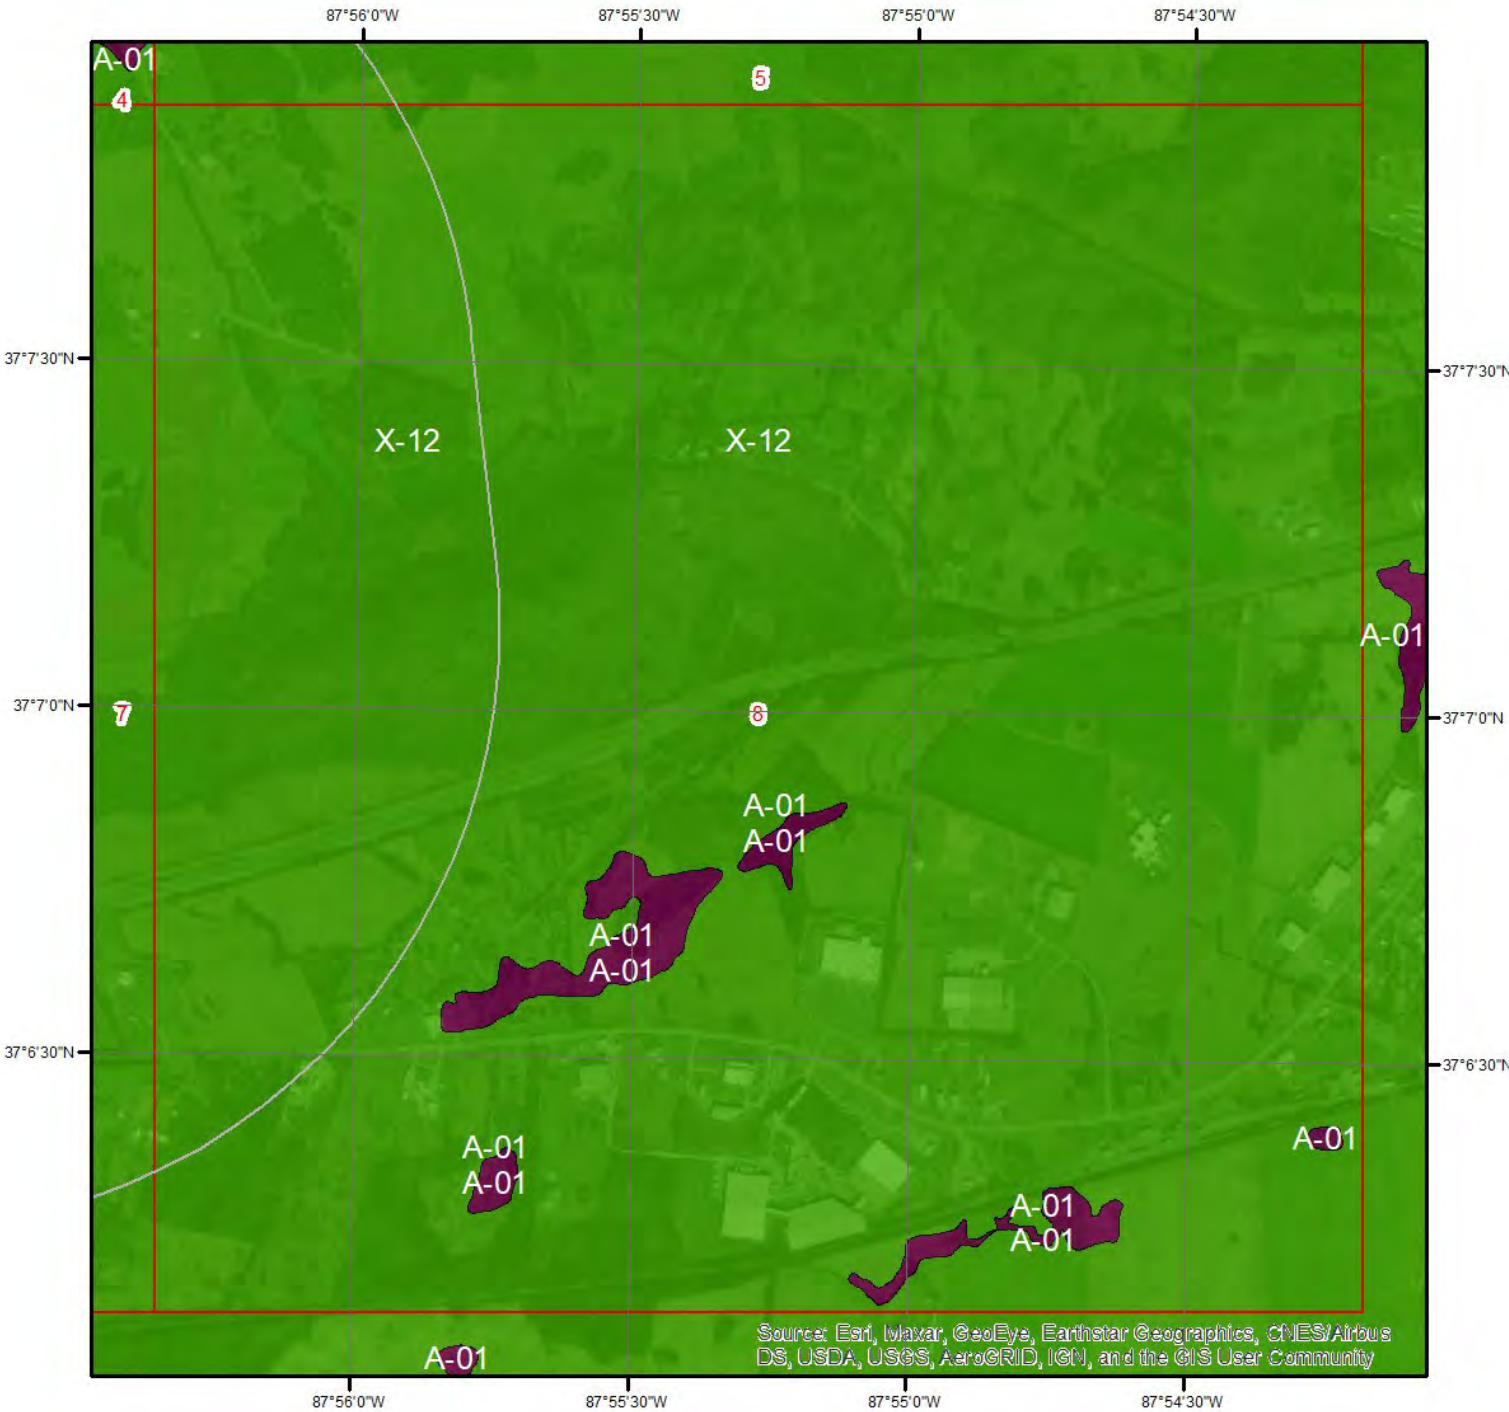 87°56'0"W
87°55'30"W
87°55'0"W
87°54'30"W
A-01
4
5
37°7'30"N
37°7'30"N
X-12
X-12
A-01
37°7'0"N
7
8
37°7'0"N
A-01
A-01
A-01
A-01
37°6'30"N
37°6'30"N
A-01
A-01
A-01
A-01
A-01
A-01
Source: Esri, Maxar, GeoEye, Earthstar Geographics, CNES/Airbus
DS, USDA, USGS, AeroGRID, IGN, and the GIS User Community
87°56'0"W
87°55'30"W
87°55'0"W
87°54'30"W